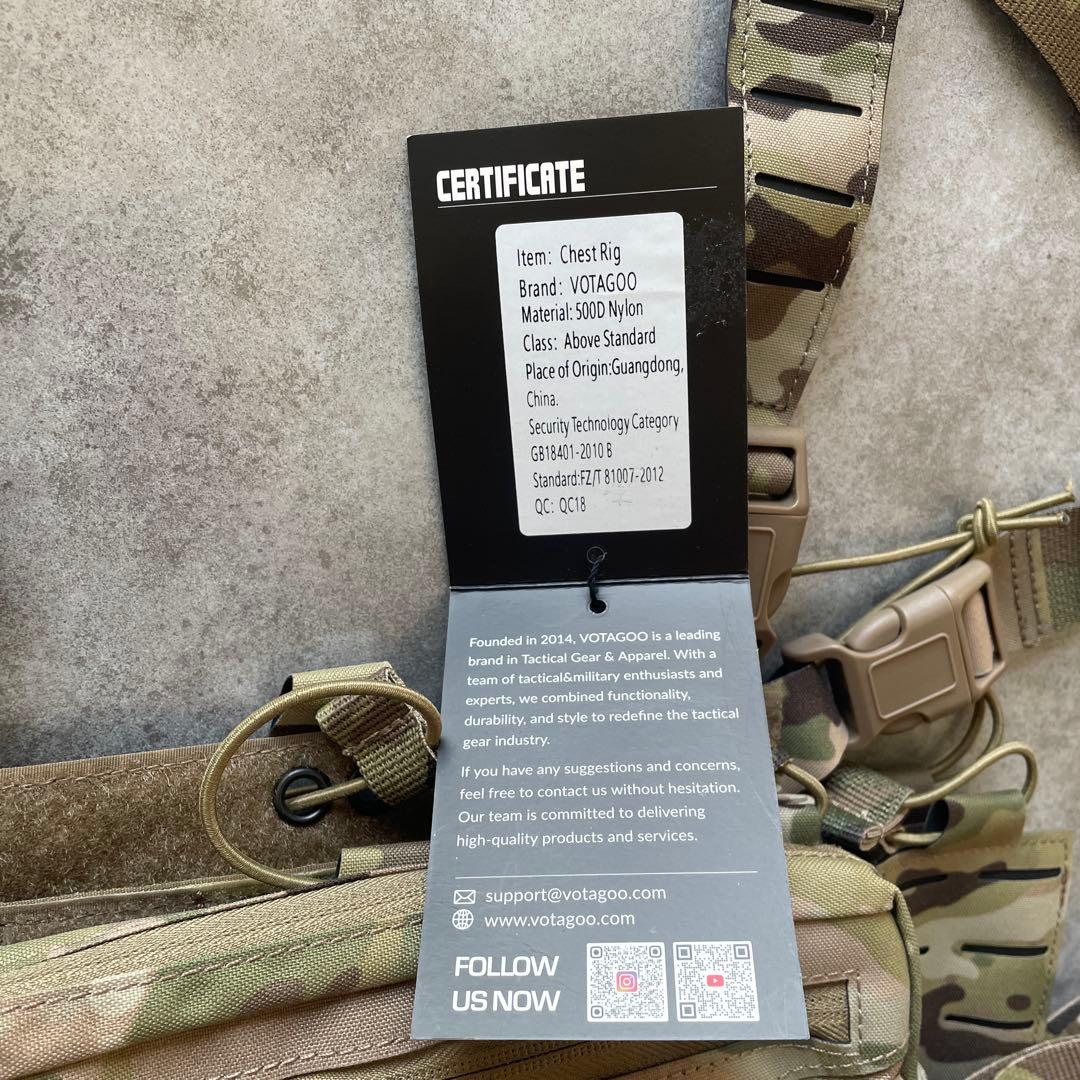 CERTIFICATE
Item: Chest Rig
Brand: VOTAGOO
Material: 500D Nylon
Class: Above Standard
Place of Origin:Guangdong,
China.
Security Technology Category
GB18401-2010 B
Standard:FZ/T 81007-2012
QC: QC18
Founded in 2014, VOTAGOO is a leading
brand in Tactical Gear & Apparel. With a
team of tactical&military enthusiasts and
experts, we combined functionality,
durability, and style to redefine the tactical
gear industry.
If you have any suggestions and concerns,
feel free to contact us without hesitation.
Our team is committed to delivering
high-quality products and services.
support@votagoo.com
www.votagoo.com
FOLLOW
US NOW